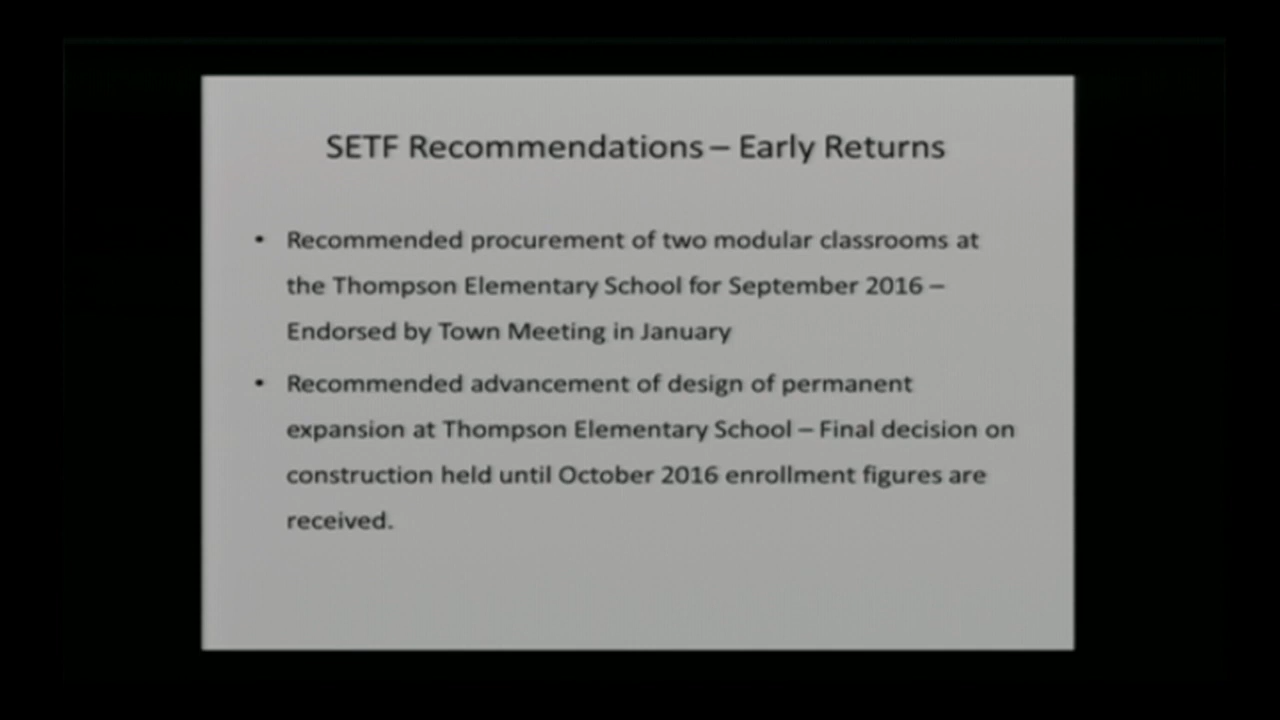 SETF Recommendations – Early Returns
• Recommended procurement of two modular classrooms at
the Thompson Elementary School for September 2016 –
Endorsed by Town Meeting in January
• Recommended advancement of design of permanent
expansion at Thompson Elementary School – Final decision on
construction held until October 2016 enrollment figures are
received.